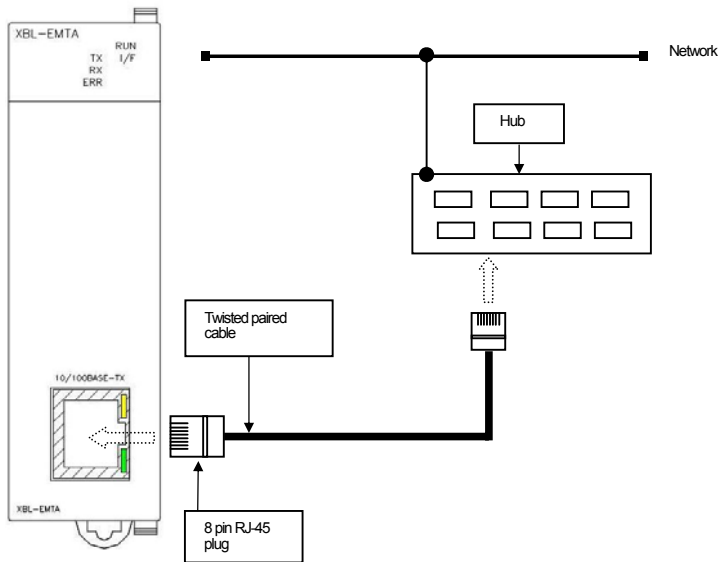 XBL-EMTA
RUN
TX I/F
RX
ERR
Network
Hub
Twisted paired
cable
10/100BASE-TX
XBL-EMTA
8 pin RJ-45
plug